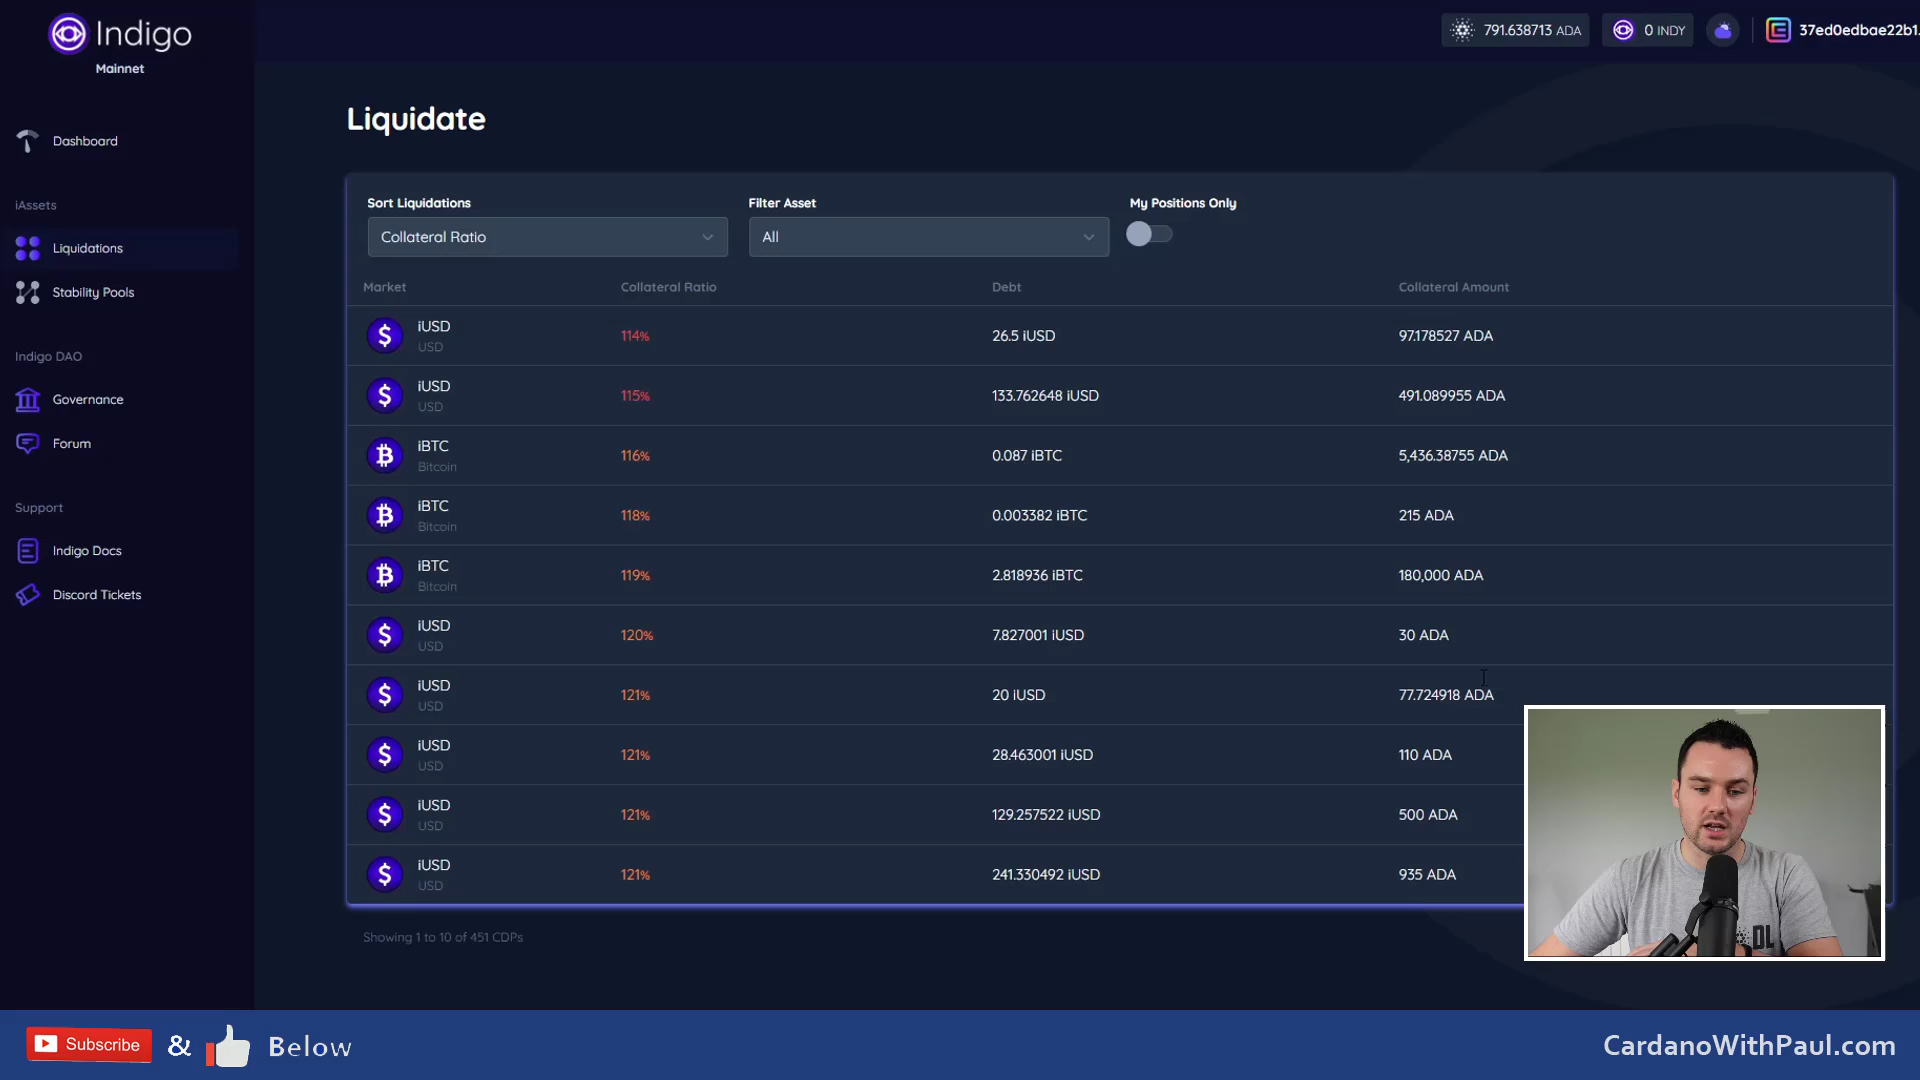 Indigo
Mainnet
791.638713 ADA
0 INDY
37ed0edbae22b1.
Dashboard
iAssets
Liquidations
Stability Pools
Indigo DAO
Governance
Forum
Support
Indigo Docs
Discord Tickets
Liquidate
Sort Liquidations
Filter Asset
My Positions Only
Collateral Ratio
All
Market Collateral Ratio Debt Collateral Amount
iUSD
USD
114% 26.5 iUSD 97.178527 ADA
iUSD
USD
115% 133.762648 iUSD 491.089955 ADA
iBTC
Bitcoin
116% 0.087 iBTC 5,436.38755 ADA
iBTC
Bitcoin
118% 0.003382 iBTC 215 ADA
iBTC
Bitcoin
119% 2.818936 iBTC 180,000 ADA
iUSD
USD
120% 7.827001 iUSD 30 ADA
iUSD
USD
121% 20 iUSD 77.724918 ADA
iUSD
USD
121% 28.463001 iUSD 110 ADA
iUSD
USD
121% 129.257522 iUSD 500 ADA
iUSD
USD
121% 241.330492 iUSD 935 ADA
Showing 1 to 10 of 451 CDPs
DL
Subscribe & Below
CardanoWithPaul.com